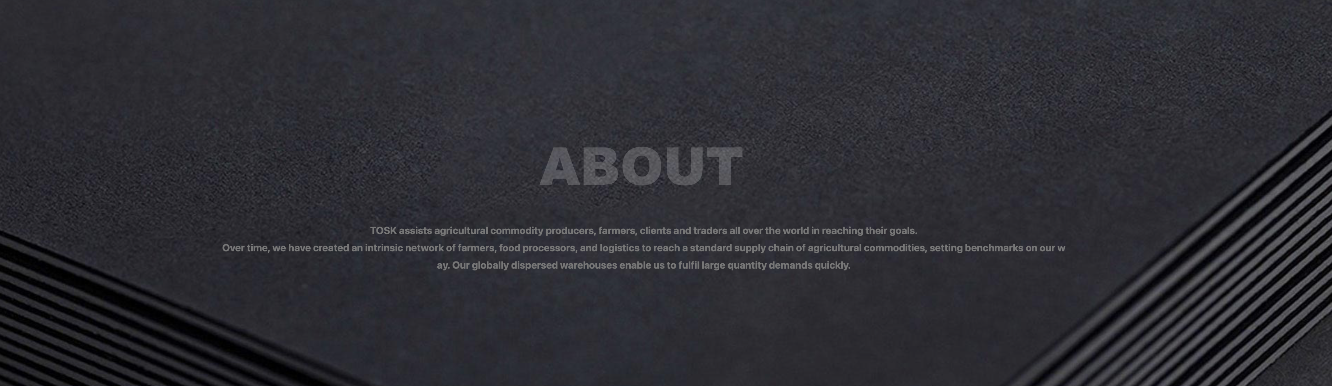 ABOUT
TOSK assists agricultural commodity producers, farmers, clients and traders all over the world in reaching their goals.
Over time, we have created an intrinsic network of farmers, food processors, and logistics to reach a standard supply chain of agricultural commodities, setting benchmarks on our w
ay. Our globally dispersed warehouses enable us to fulfil large quantity demands quickly.